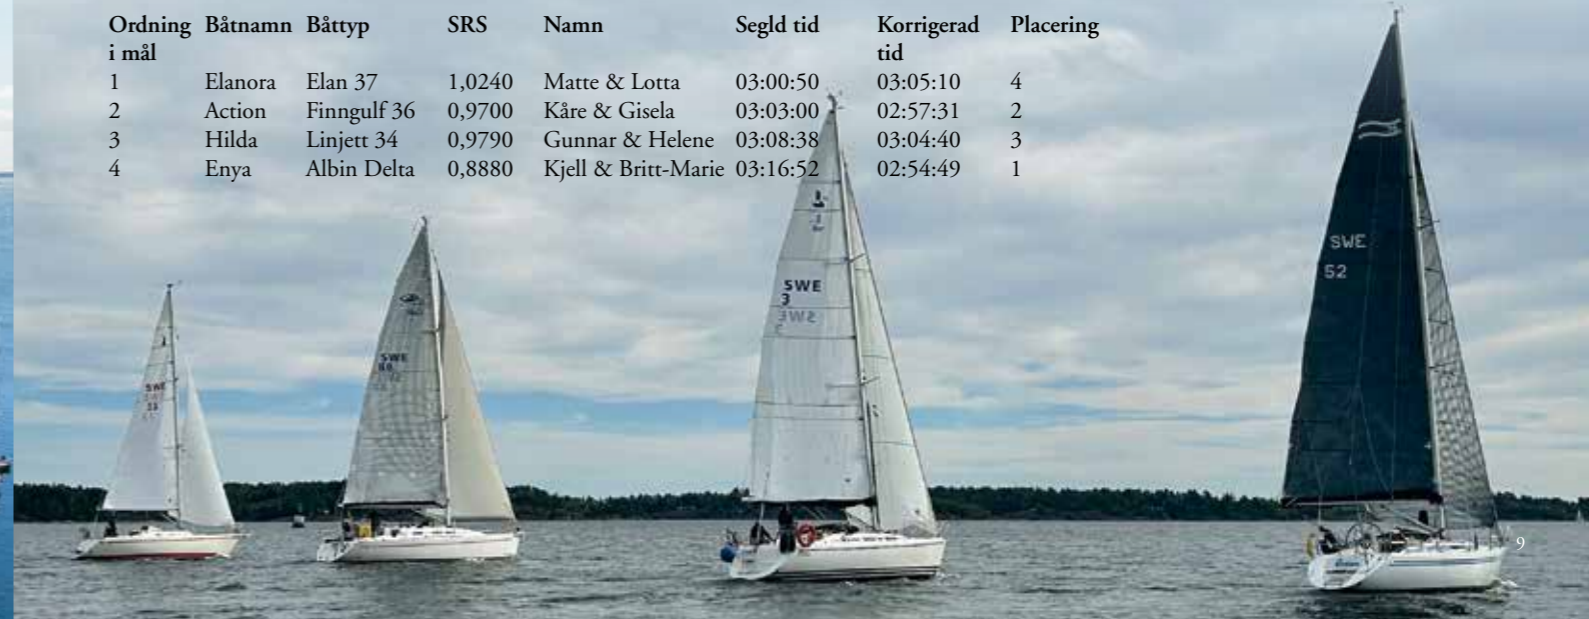 Ordning Båtnamn Båttyp SRS Namn Segld tid Korrigerad Placering
i mål tid
1 Elanora Elan 37 1,0240 Matte & Lotta 03:00:50 03:05:10 4
2 Action Finngulf 36 0,9700 Kåre & Gisela 03:03:00 02:57:31 2
3 Hilda Linjett 34 0,9790 Gunnar & Helene 03:08:38 03:04:40 3
4 Enya Albin Delta 0,8880 Kjell & Britt-Marie 03:16:52 02:54:49 1
SWE
SWE
SWE
3
SWE
52
9